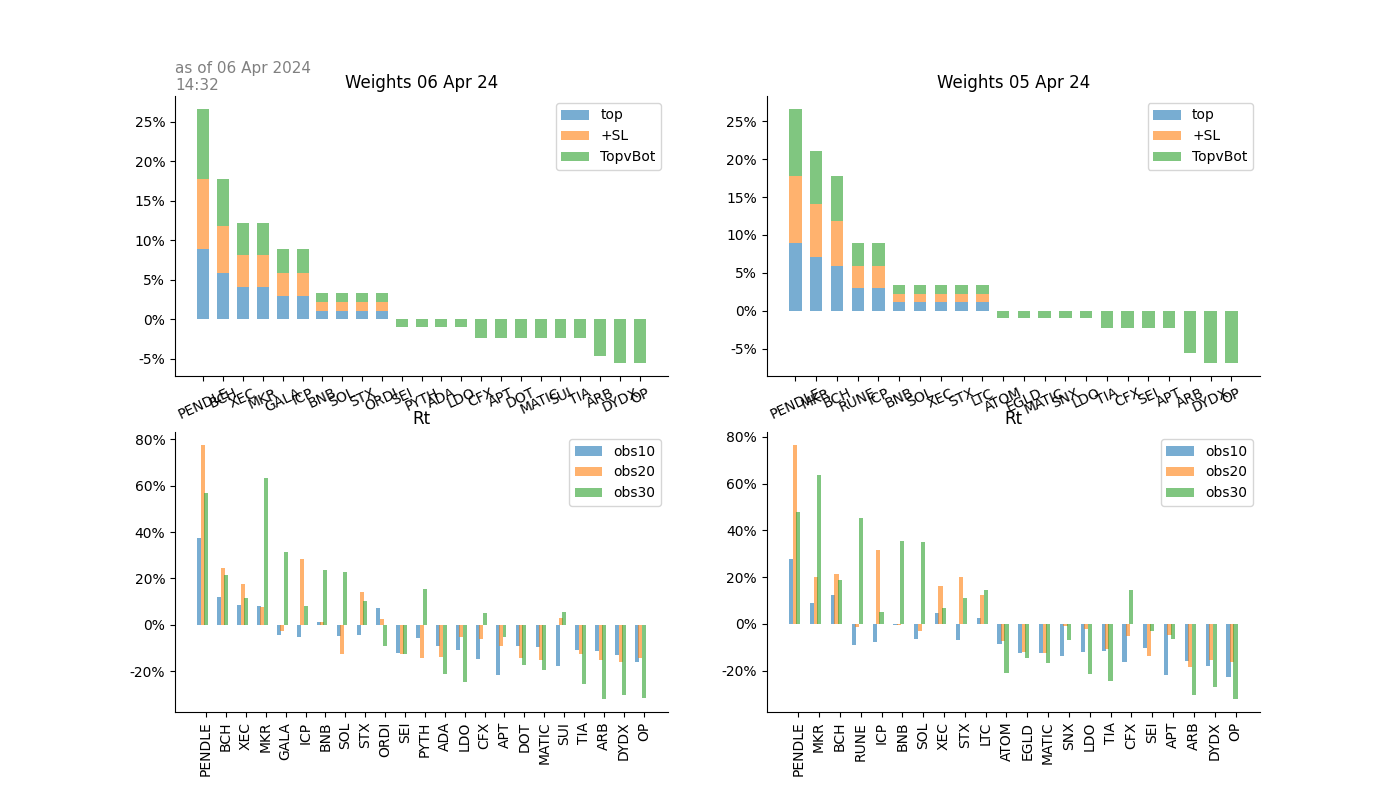 as of 06 Apr 2024
14:32
Weights 06 Apr 24
25%
20%
15%
10%
5%
0%
-5%
top
+SL
TopvBot
PENDLE BCH XEC MKR GALA ICP BNB SOL STX ORDI SEI PYTH ADA LDO CFX APT DOT MATIC SUI TIA ARB DYDX OP
Weights 05 Apr 24
25%
20%
15%
10%
5%
0%
-5%
top
+SL
TopvBot
PENDLE MKR BCH RUNE ICP BNB SOL XEC STX LTC ATOM EGLD MATIC SNX LDO TIA CFX SEI APT ARB DYDX OP
Rt
80%
60%
40%
20%
0%
-20%
obs10
obs20
obs30
PENDLE BCH XEC MKR GALA ICP BNB SOL STX ORDI SEI PYTH ADA LDO CFX APT DOT MATIC SUI TIA ARB DYDX OP
Rt
80%
60%
40%
20%
0%
-20%
obs10
obs20
obs30
PENDLE MKR BCH RUNE ICP BNB SOL XEC STX LTC ATOM EGLD MATIC SNX LDO TIA CFX SEI APT ARB DYDX OP